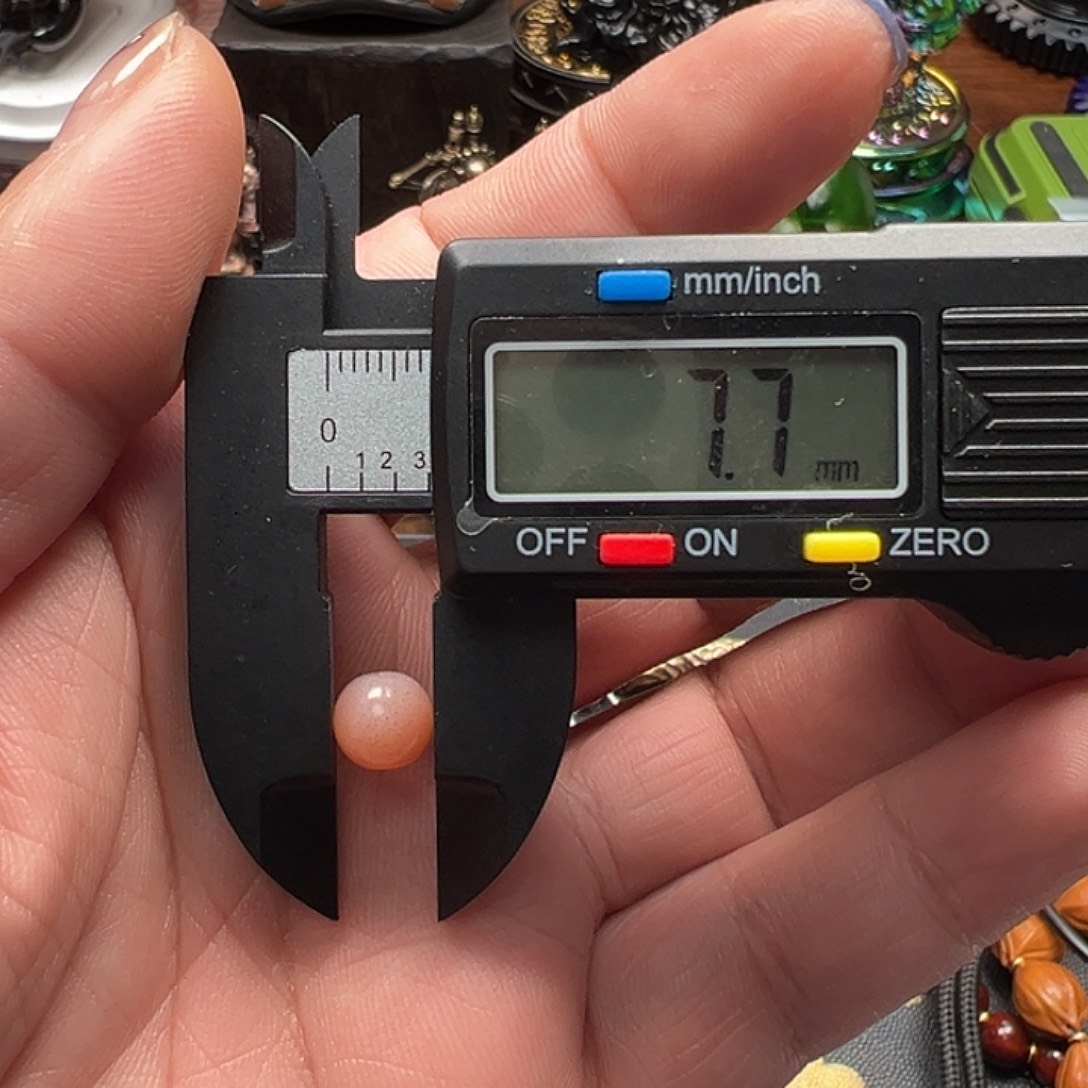 mm/inch
7.7 mm
0
1 2 3
OFF ON ZERO